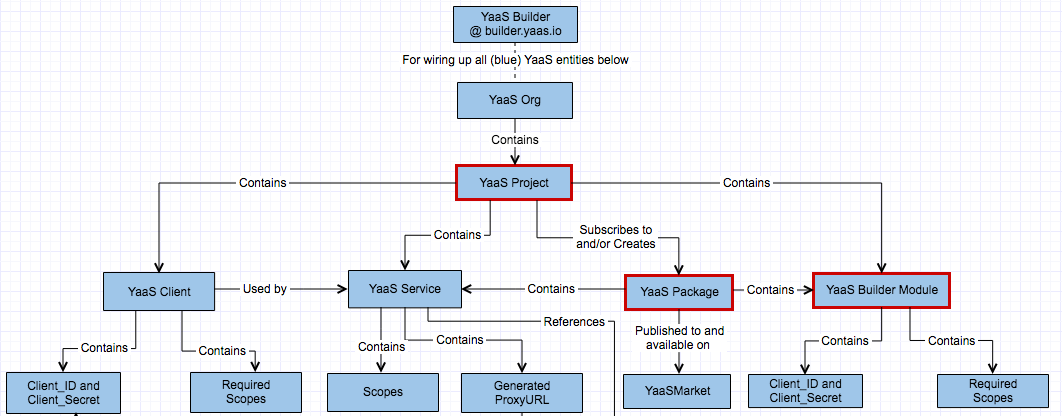 YaaS Builder
@ builder.yaas.io
For wiring up all (blue) YaaS entities below
YaaS Org
Contains
YaaS Project
Contains
Contains
Contains
Subscribes to
and/or Creates
YaaS Client
Used by
YaaS Service
Contains
YaaS Package
Contains
YaaS Builder Module
References
Contains
Contains
Contains
Contains
Published to and
available on
Contains
Contains
Client_ID and
Client_Secret
Required
Scopes
Scopes
Generated
ProxyURL
YaaSMarket
Client_ID and
Client_Secret
Required
Scopes